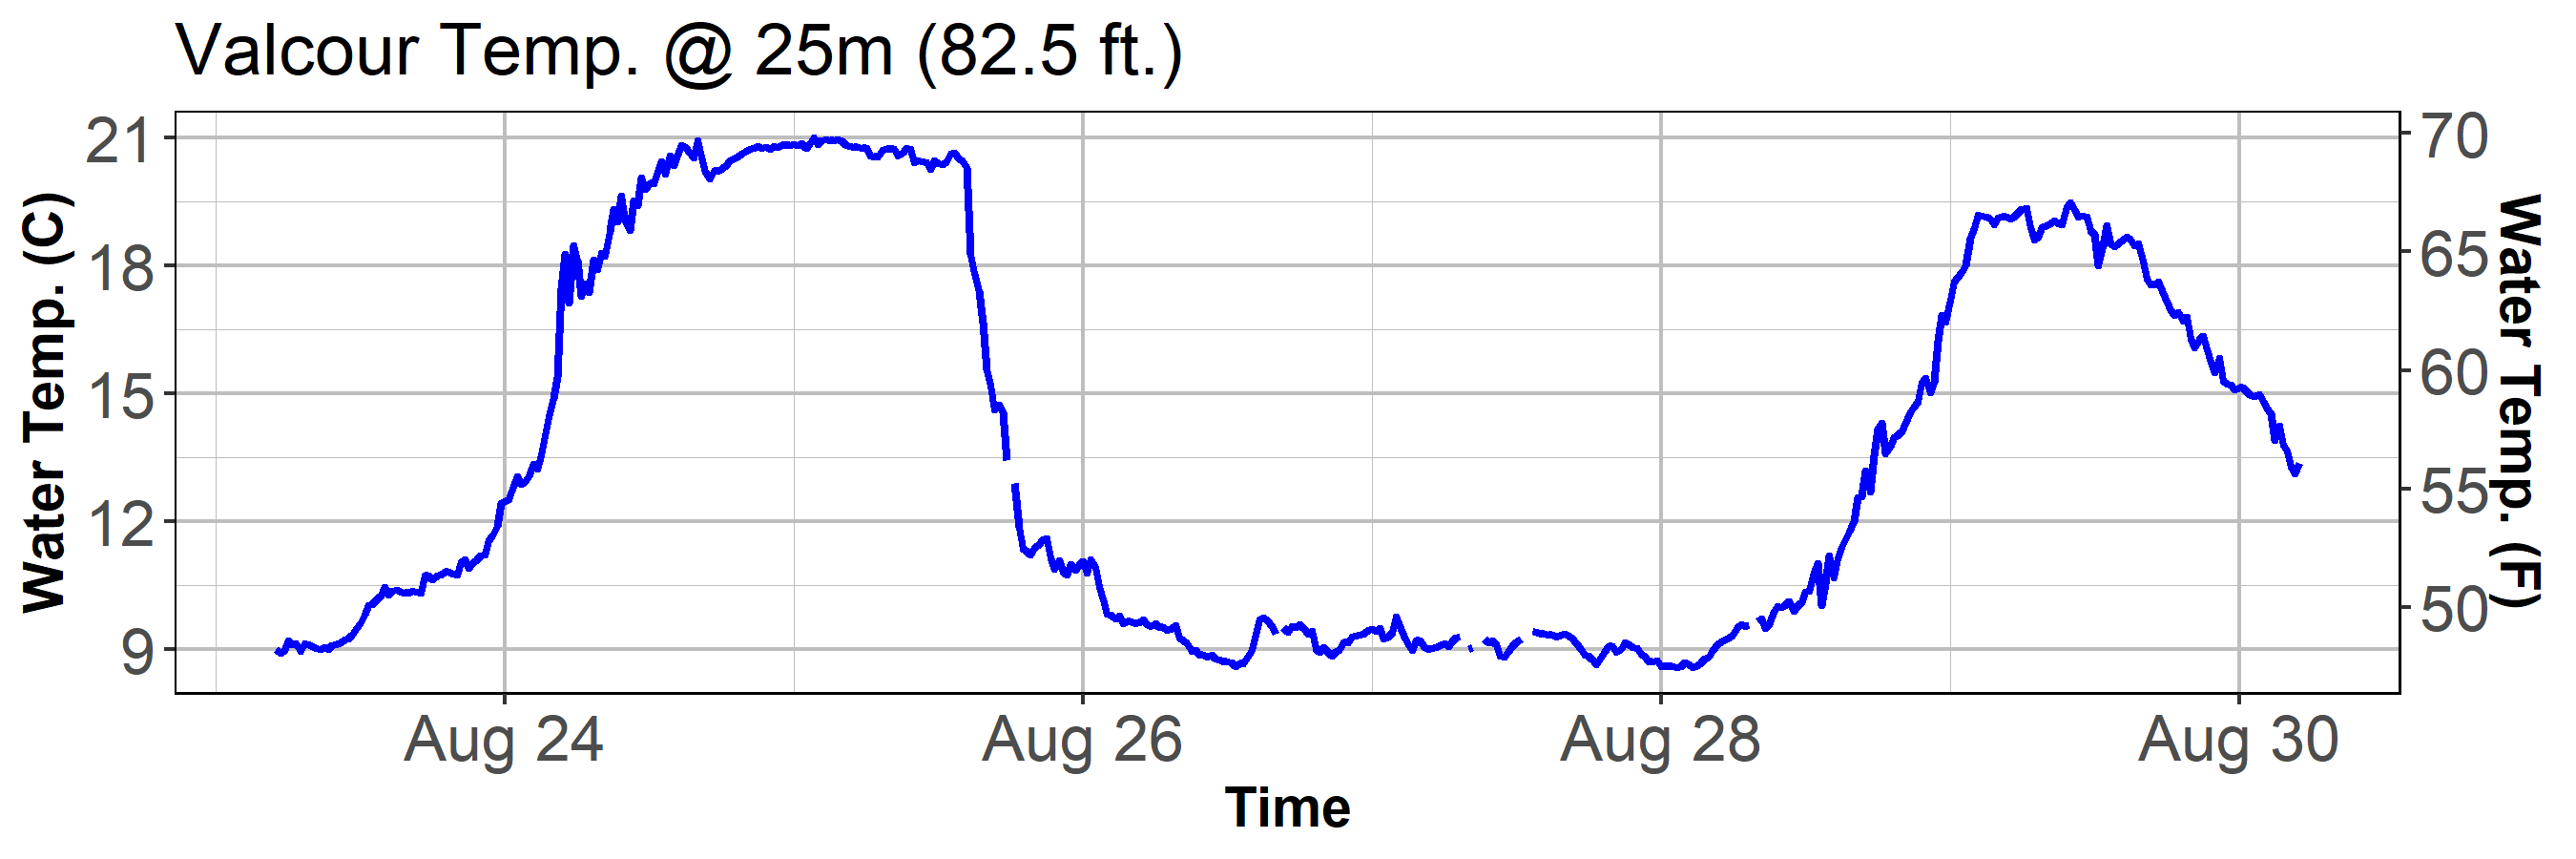 Valcour Temp. @ 25m (82.5 ft.)
Water Temp. (C)
21
18
15
12
9
70
65
60
55
50
Water Temp. (F)
Aug 24
Aug 26
Aug 28
Aug 30
Time